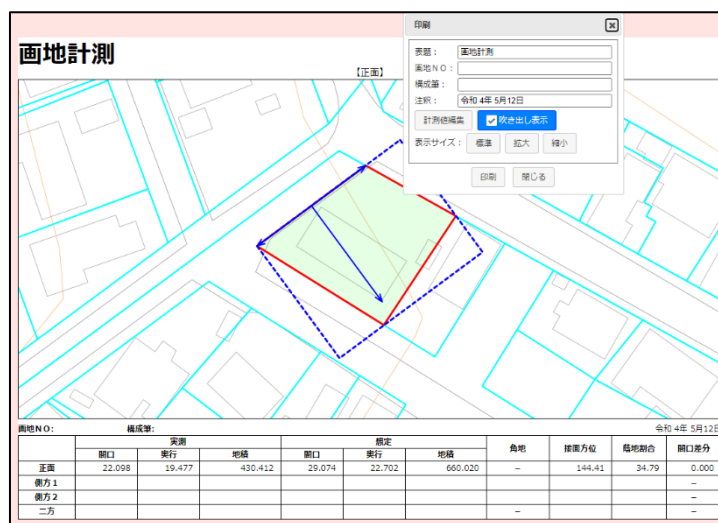 印刷
表題： 画地計測
画地ＮＯ：
構成筆：
注釈： 令和 4年 5月12日
計測値編集 吹き出し表示
表示サイズ： 標準 拡大 縮小
印刷 閉じる
画地計測
【正面】
画地ＮＯ： 構成筆： 令和 4年 5月12日
実測 想定 角地 接面方位 蔭地割合 間口差分
間口 実行 地積 間口 実行 地積
正面 22.098 19.477 430.412 29.074 22.702 660.020 － 144.41 34.79 0.000
側方１ －
側方２ －
二方 － －